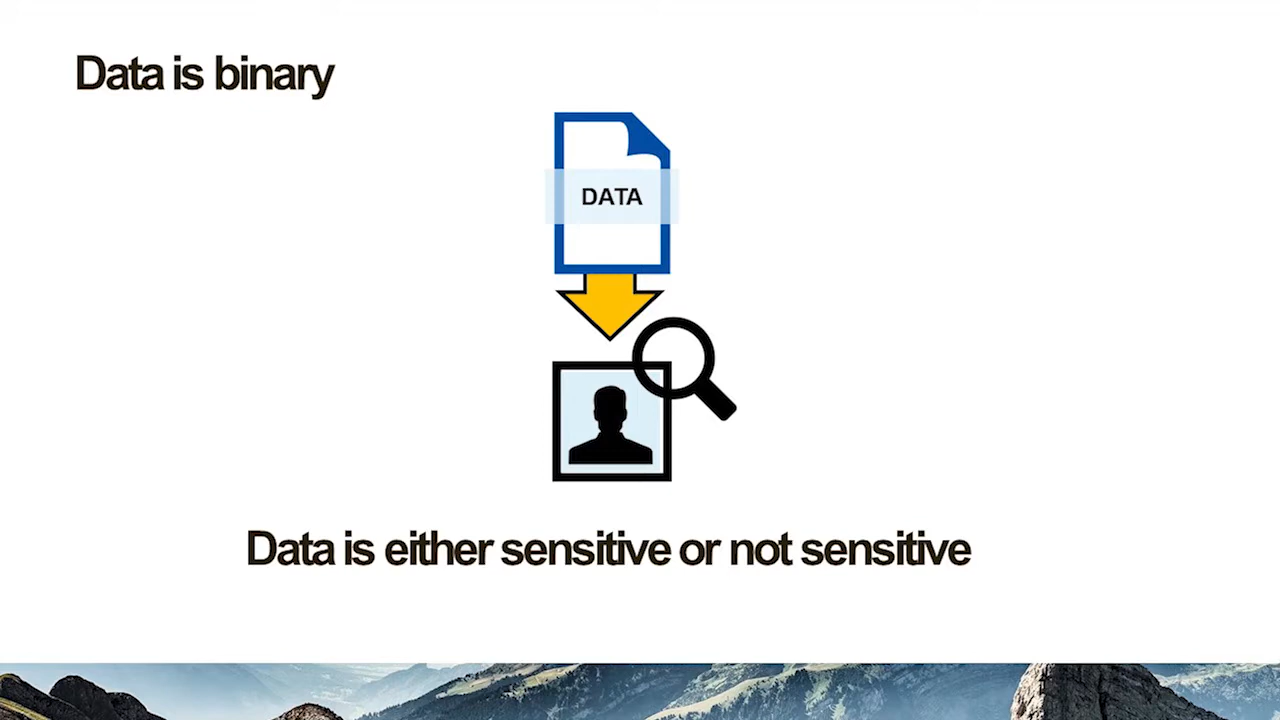 Data is binary
DATA
Data is either sensitive or not sensitive